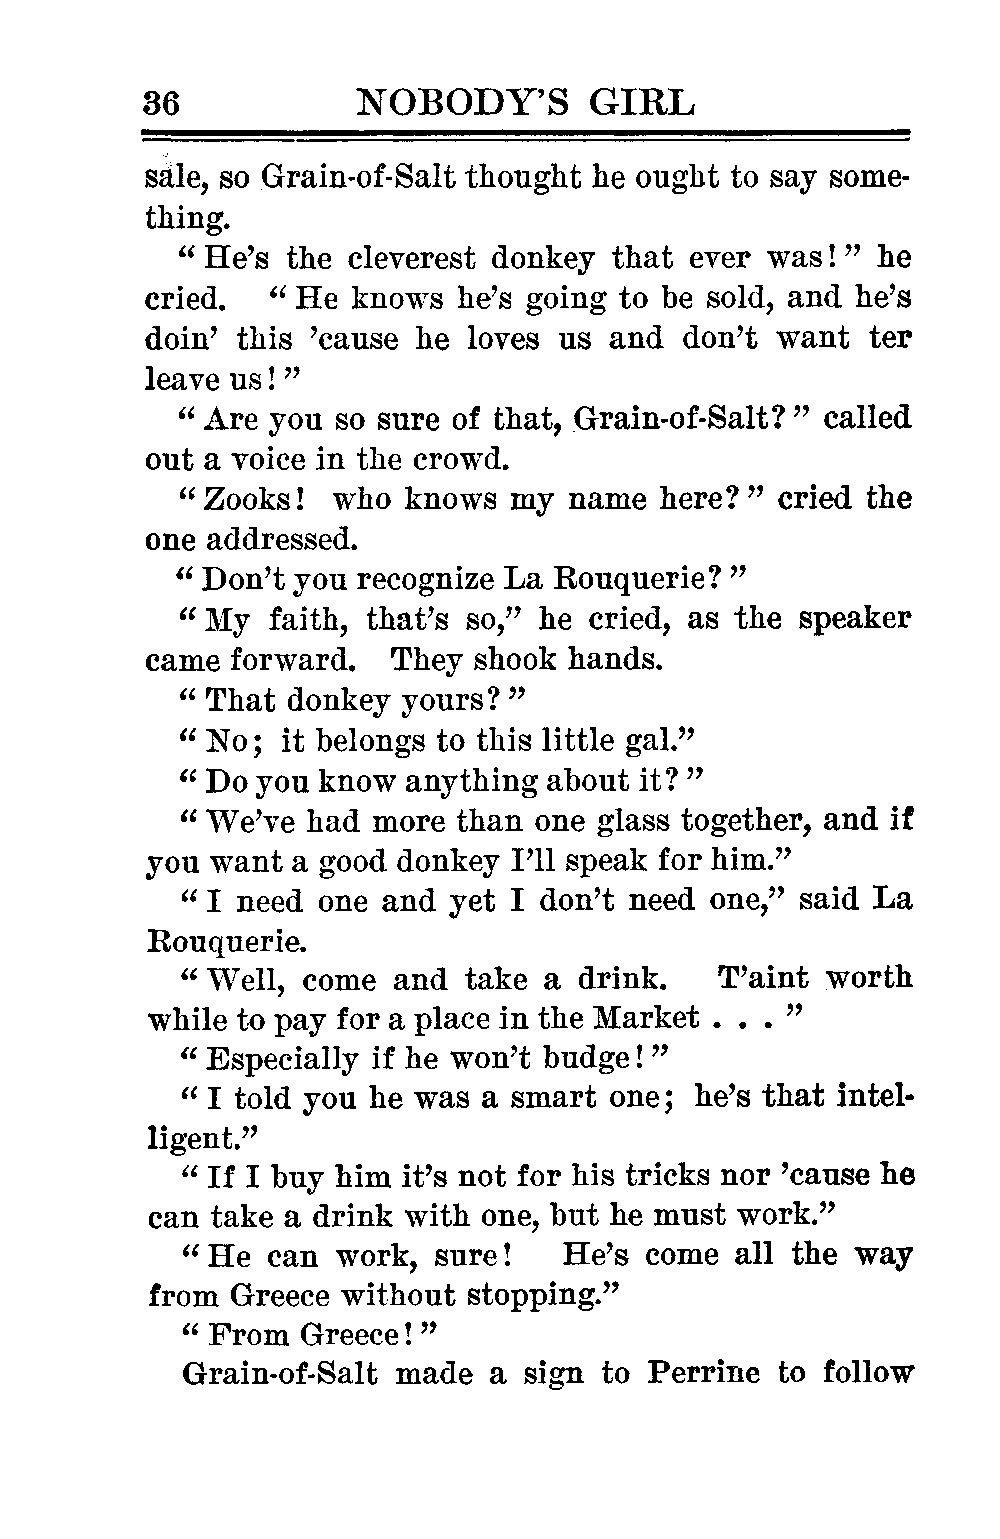 36 NOBODY'S GIRL
sale, so Grain-of-Salt thought he ought to say some-
thing.
"He's the cleverest donkey that ever was!" he
cried. "He knows he's going to be sold, and he's
doin' this 'cause he loves us and don't want ter
leave us!"
"Are you so sure of that, Grain-of-Salt?" called
out a voice in the crowd.
"Zooks! who knows my name here?" cried the
one addressed.
"Don't you recognize La Rouquerie?"
"My faith, that's so," he cried, as the speaker
came forward. They shook hands.
"That donkey yours?"
"No; it belongs to this little gal."
"Do you know anything about it?"
"We've had more than one glass together, and if
you want a good donkey I'll speak for him."
"I need one and yet I don't need one," said La
Rouquerie.
"Well, come and take a drink. T'aint worth
while to pay for a place in the Market . . ."
"Especially if he won't budge!"
"I told you he was a smart one; he's that intel-
ligent."
"If I buy him it's not for his tricks nor 'cause he
can take a drink with one, but he must work."
"He can work, sure! He's come all the way
from Greece without stopping."
"From Greece!"
Grain-of-Salt made a sign to Perrine to follow